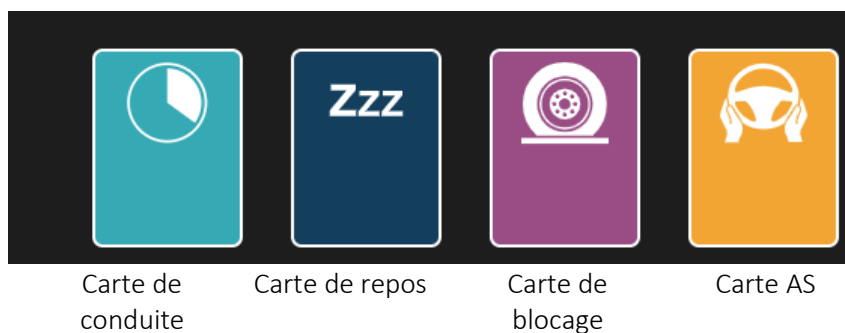 Zzz
Carte de conduite
Carte de repos
Carte de blocage
Carte AS